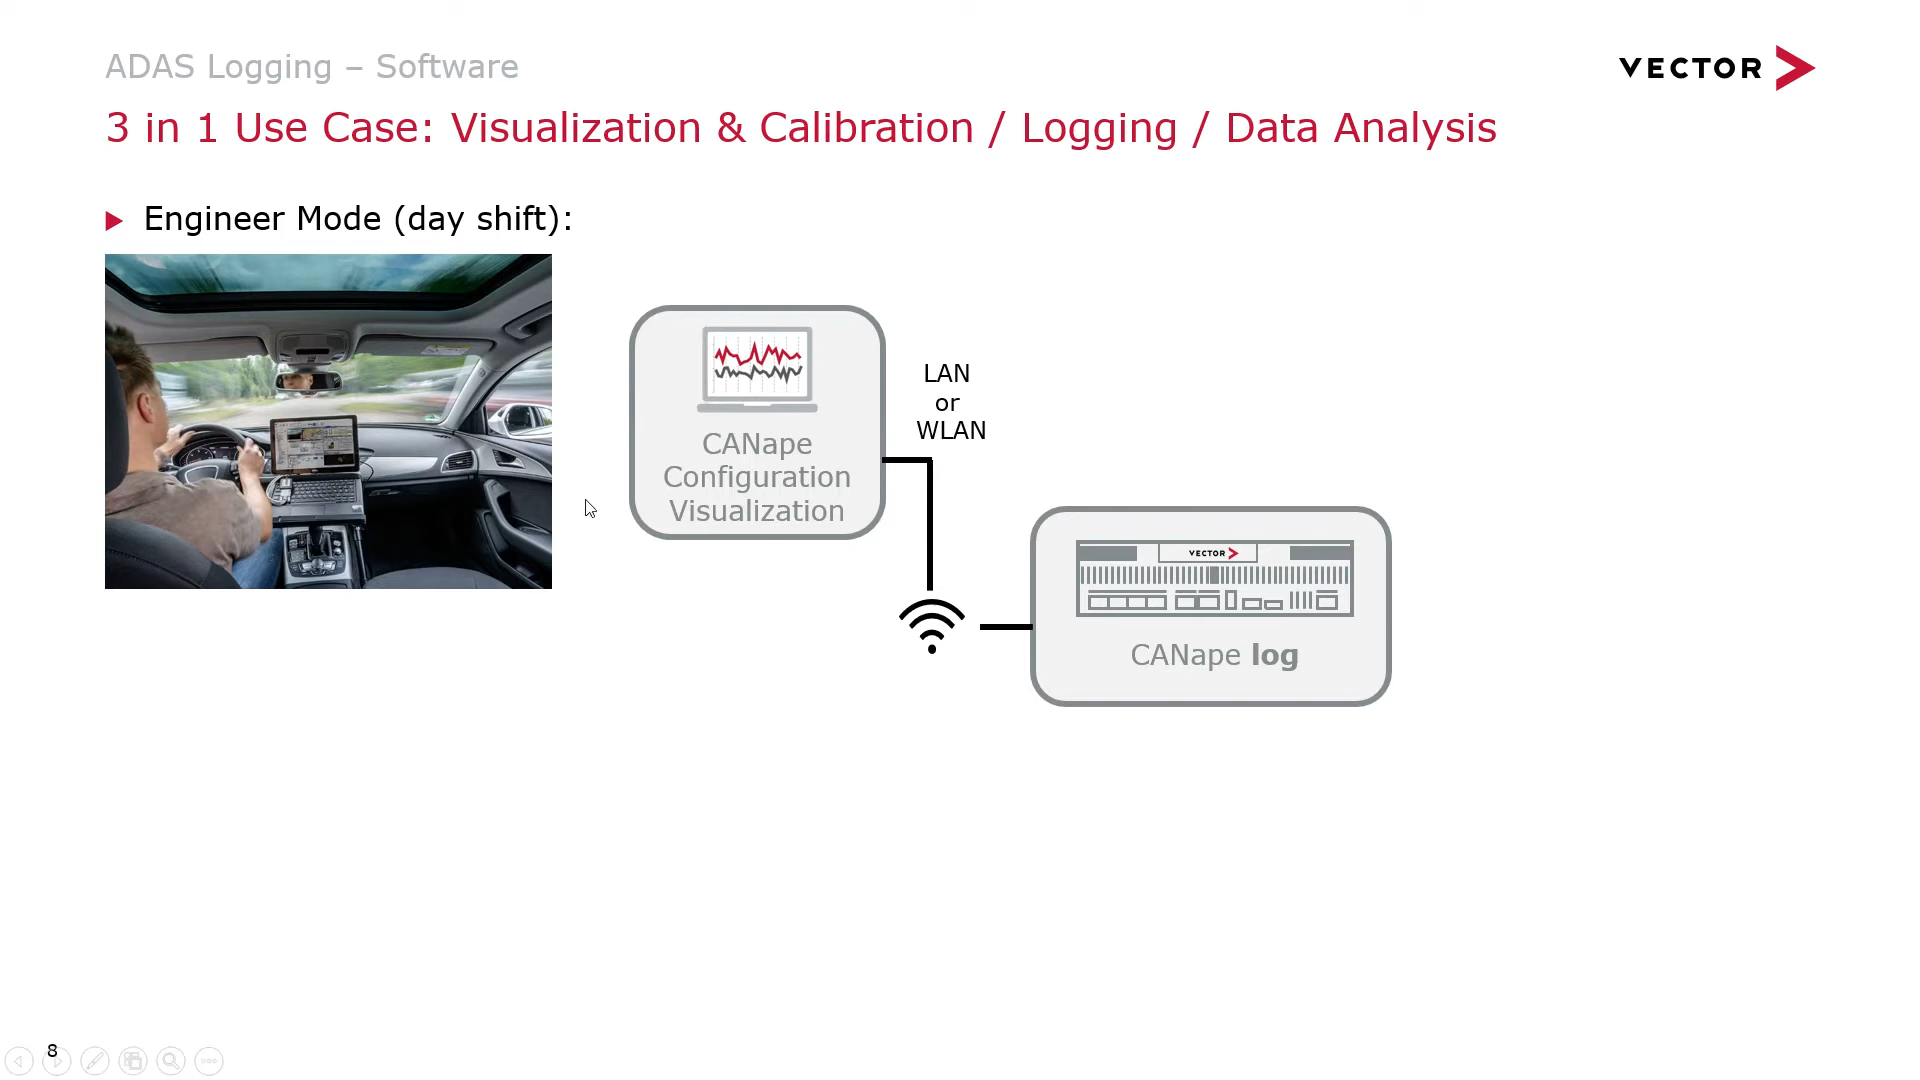 ADAS Logging – Software
VECTOR
3 in 1 Use Case: Visualization & Calibration / Logging / Data Analysis
Engineer Mode (day shift):
CANape
Configuration
Visualization
LAN
or
WLAN
VECTOR
CANape log
8